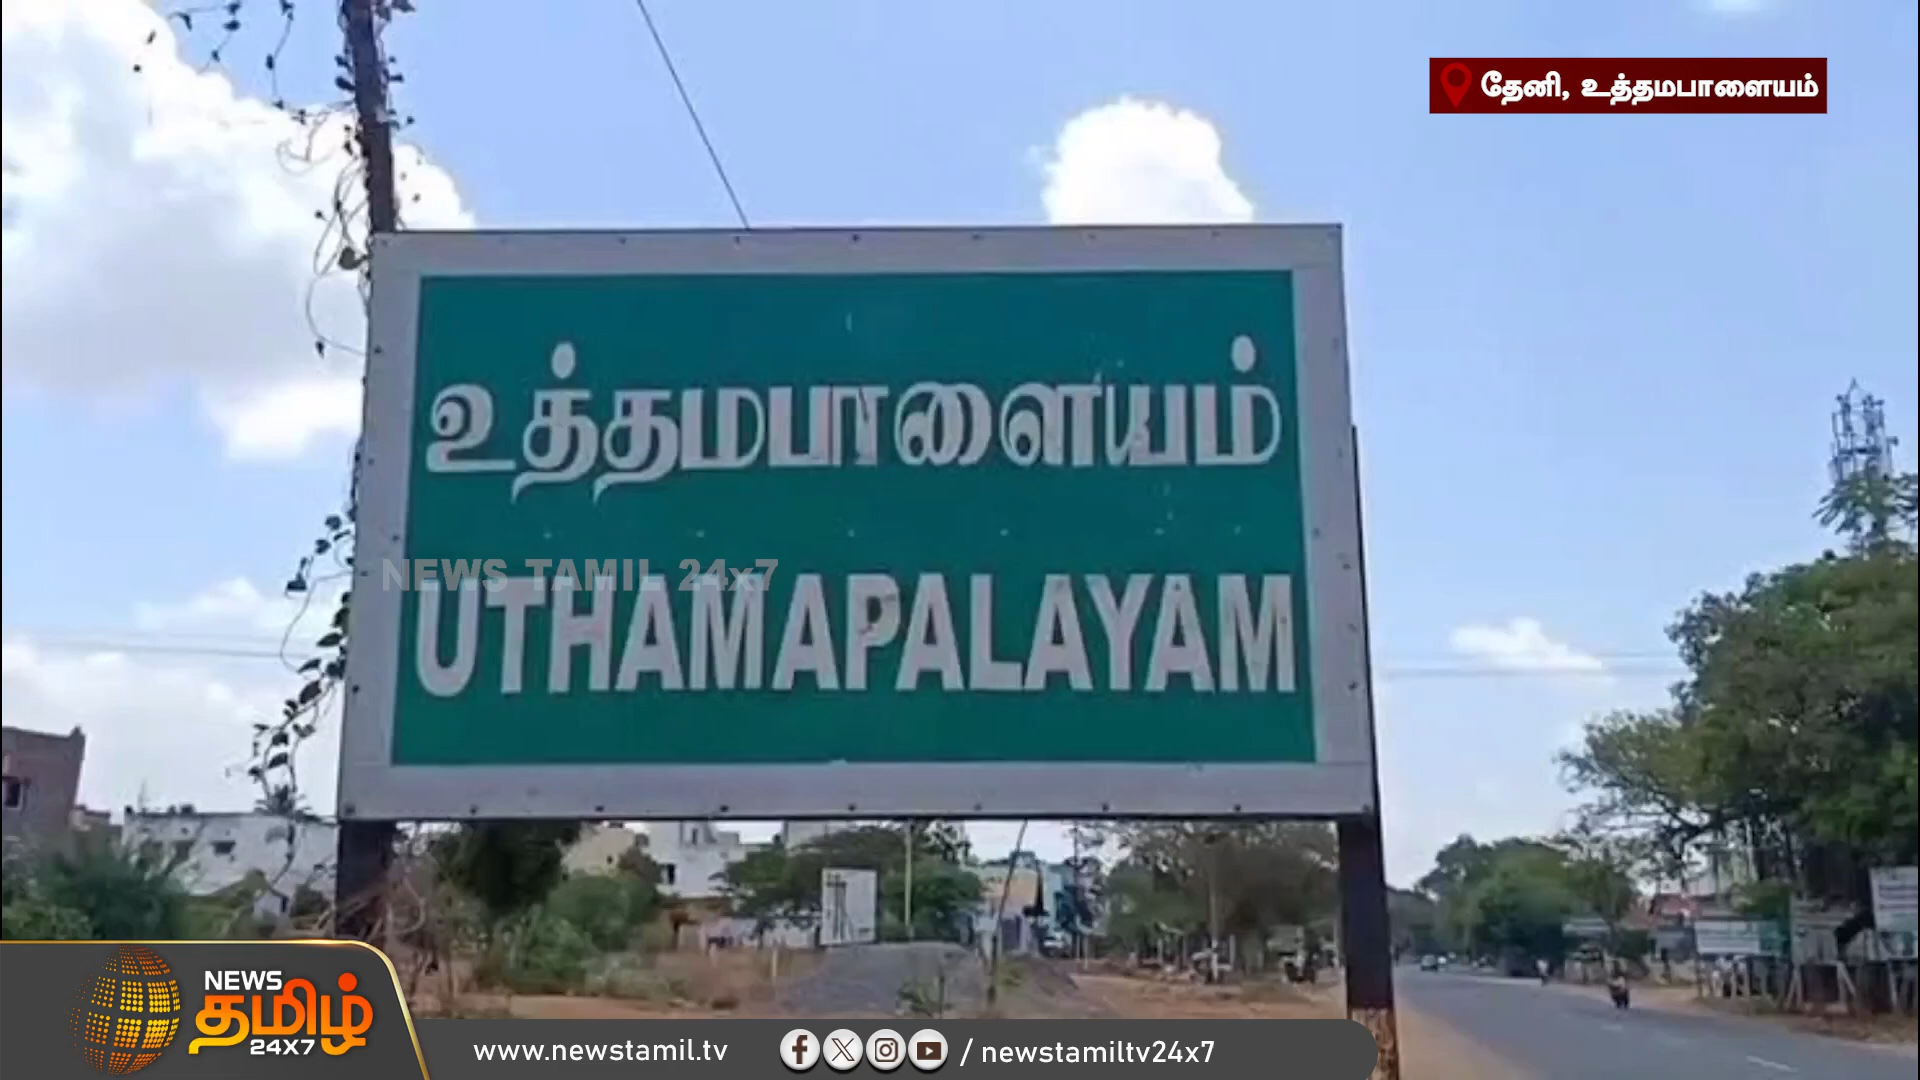 தேனி, உத்தமபாளையம்
உத்தமபாளையம்
NEWS TAMIL 24x7
UTHAMAPALAYAM
NEWS
தமிழ்
24X7
www.newstamil.tv
/ newstamiltv24x7